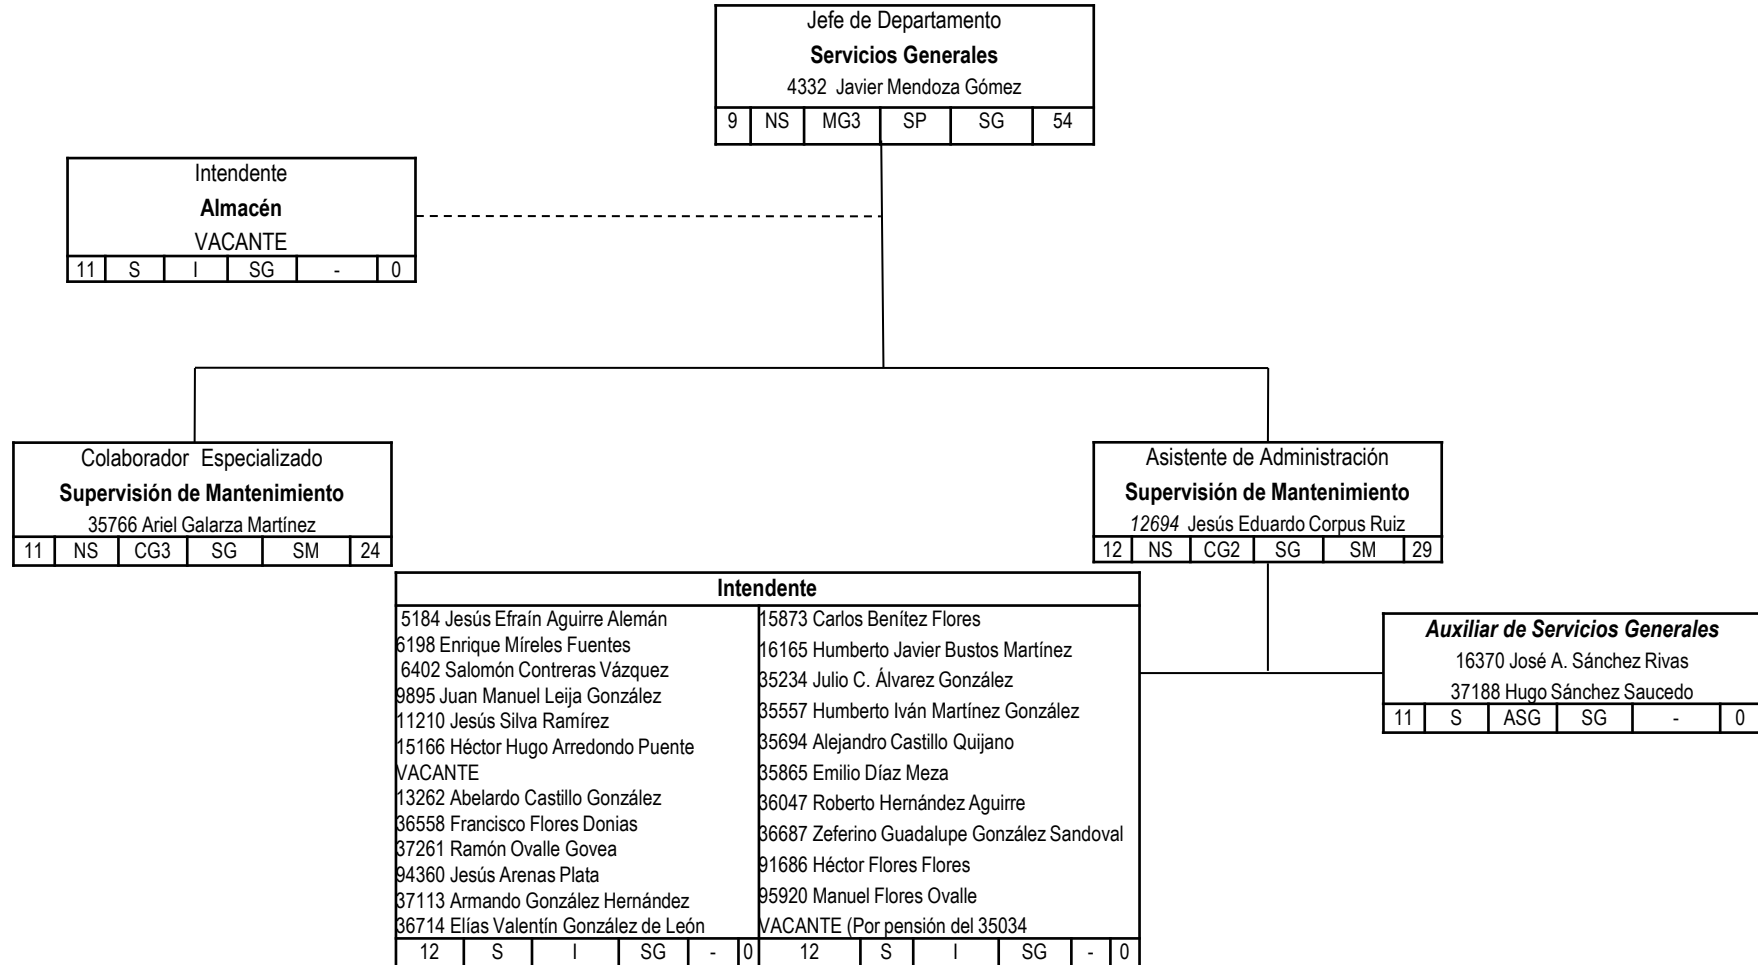 Jefe de Departamento
Servicios Generales
4332 Javier Mendoza Gómez
9 NS MG3 SP SG 54
Intendente
Almacén
VACANTE
11 S I SG - 0
Colaborador Especializado
Supervisión de Mantenimiento
35766 Ariel Galarza Martínez
11 NS CG3 SG SM 24
Asistente de Administración
Supervisión de Mantenimiento
12694 Jesús Eduardo Corpus Ruiz
12 NS CG2 SG SM 29
Intendente
5184 Jesús Efraín Aguirre Alemán
6198 Enrique Míreles Fuentes
6402 Salomón Contreras Vázquez
9895 Juan Manuel Leija González
11210 Jesús Silva Ramírez
15166 Héctor Hugo Arredondo Puente
VACANTE
13262 Abelardo Castillo González
36558 Francisco Flores Donias
37261 Ramón Ovalle Govea
94360 Jesús Arenas Plata
37113 Armando González Hernández
36714 Elías Valentín González de León
12 S I SG - 0
15873 Carlos Benítez Flores
16165 Humberto Javier Bustos Martínez
35234 Julio C. Álvarez González
35557 Humberto Iván Martínez González
35694 Alejandro Castillo Quijano
35865 Emilio Díaz Meza
36047 Roberto Hernández Aguirre
36687 Zeferino Guadalupe González Sandoval
91686 Héctor Flores Flores
95920 Manuel Flores Ovalle
VACANTE (Por pensión del 35034
12 S I SG - 0
Auxiliar de Servicios Generales
16370 José A. Sánchez Rivas
37188 Hugo Sánchez Saucedo
11 S ASG SG - 0